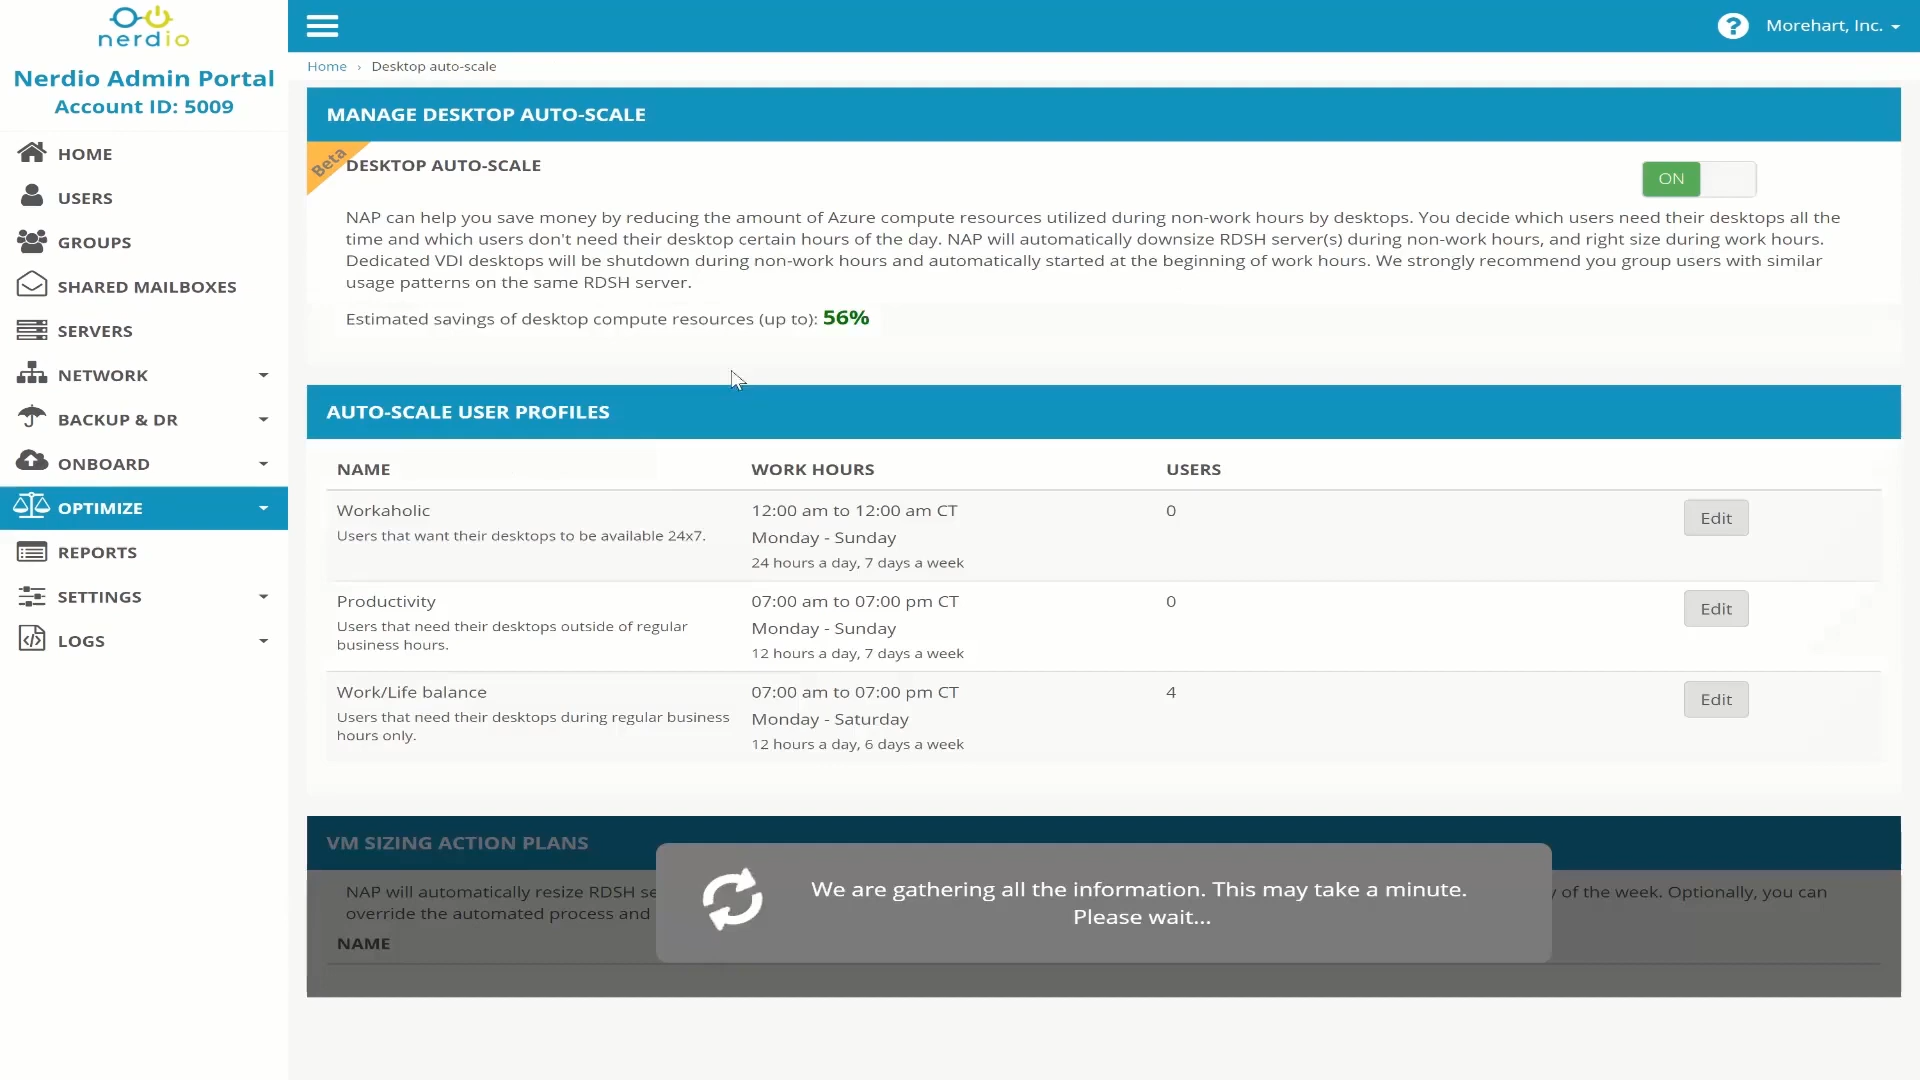 nerdio
Nerdio Admin Portal
Account ID: 5009
HOME
USERS
GROUPS
SHARED MAILBOXES
SERVERS
NETWORK
BACKUP & DR
ONBOARD
OPTIMIZE
REPORTS
SETTINGS
LOGS
? Morehart, Inc.
Home › Desktop auto-scale
MANAGE DESKTOP AUTO-SCALE
Beta
DESKTOP AUTO-SCALE
ON
NAP can help you save money by reducing the amount of Azure compute resources utilized during non-work hours by desktops. You decide which users need their desktops all the
time and which users don't need their desktop certain hours of the day. NAP will automatically downsize RDSH server(s) during non-work hours, and right size during work hours.
Dedicated VDI desktops will be shutdown during non-work hours and automatically started at the beginning of work hours. We strongly recommend you group users with similar
usage patterns on the same RDSH server.
Estimated savings of desktop compute resources (up to): 56%
AUTO-SCALE USER PROFILES
NAME WORK HOURS USERS
Workaholic 12:00 am to 12:00 am CT 0 Edit
Users that want their desktops to be available 24x7. Monday - Sunday
24 hours a day, 7 days a week
Productivity 07:00 am to 07:00 pm CT 0 Edit
Users that need their desktops outside of regular Monday - Sunday
business hours. 12 hours a day, 7 days a week
Work/Life balance 07:00 am to 07:00 pm CT 4 Edit
Users that need their desktops during regular business Monday - Saturday
hours only. 12 hours a day, 6 days a week
VM SIZING ACTION PLANS
NAP will automatically resize RDSH of the week. Optionally, you can
override the automated process and
We are gathering all the information. This may take a minute.
Please wait...
NAME